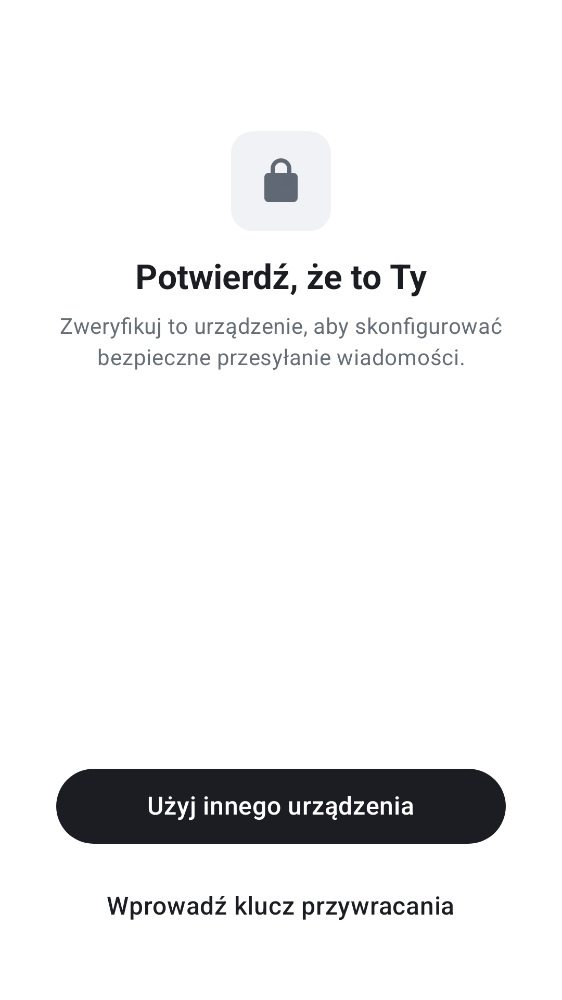 Potwierdź, że to Ty
Zweryfikuj to urządzenie, aby skonfigurować
bezpieczne przesyłanie wiadomości.
Użyj innego urządzenia
Wprowadź klucz przywracania